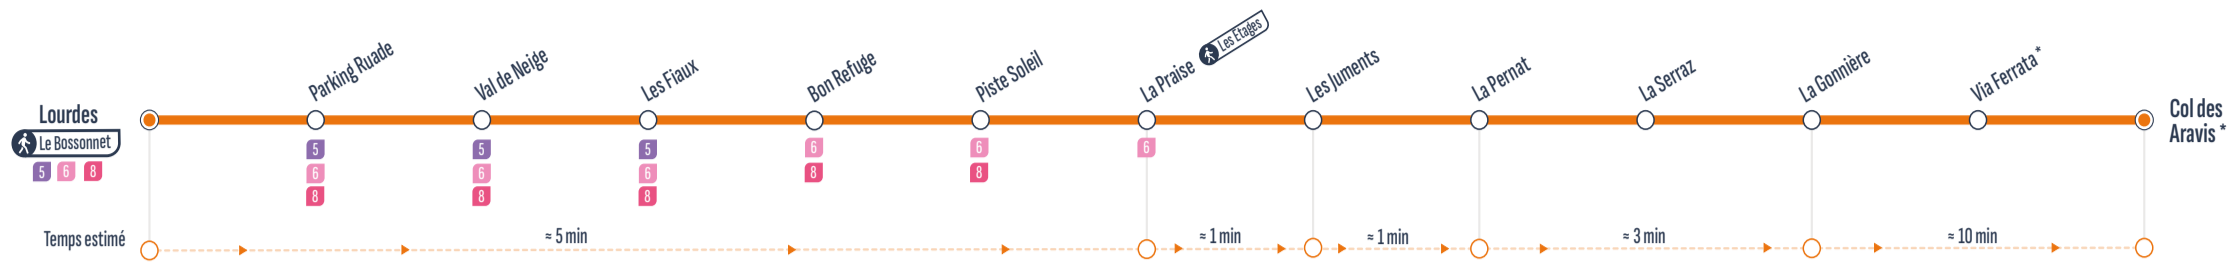 Lourdes
Le Bossonnet
5 6 8
Parking Ruade
5
6
8
Val de Neige
5
6
8
Les Fiaux
5
6
8
Bon Refuge
6
8
Piste Soleil
6
8
La Praise
Les Etages
6
Les Juments
La Pernat
La Serraz
La Gonnière
Via Ferrata *
Col des
Aravis *
Temps estimé
≈ 5 min
≈ 1 min
≈ 1 min
≈ 3 min
≈ 10 min